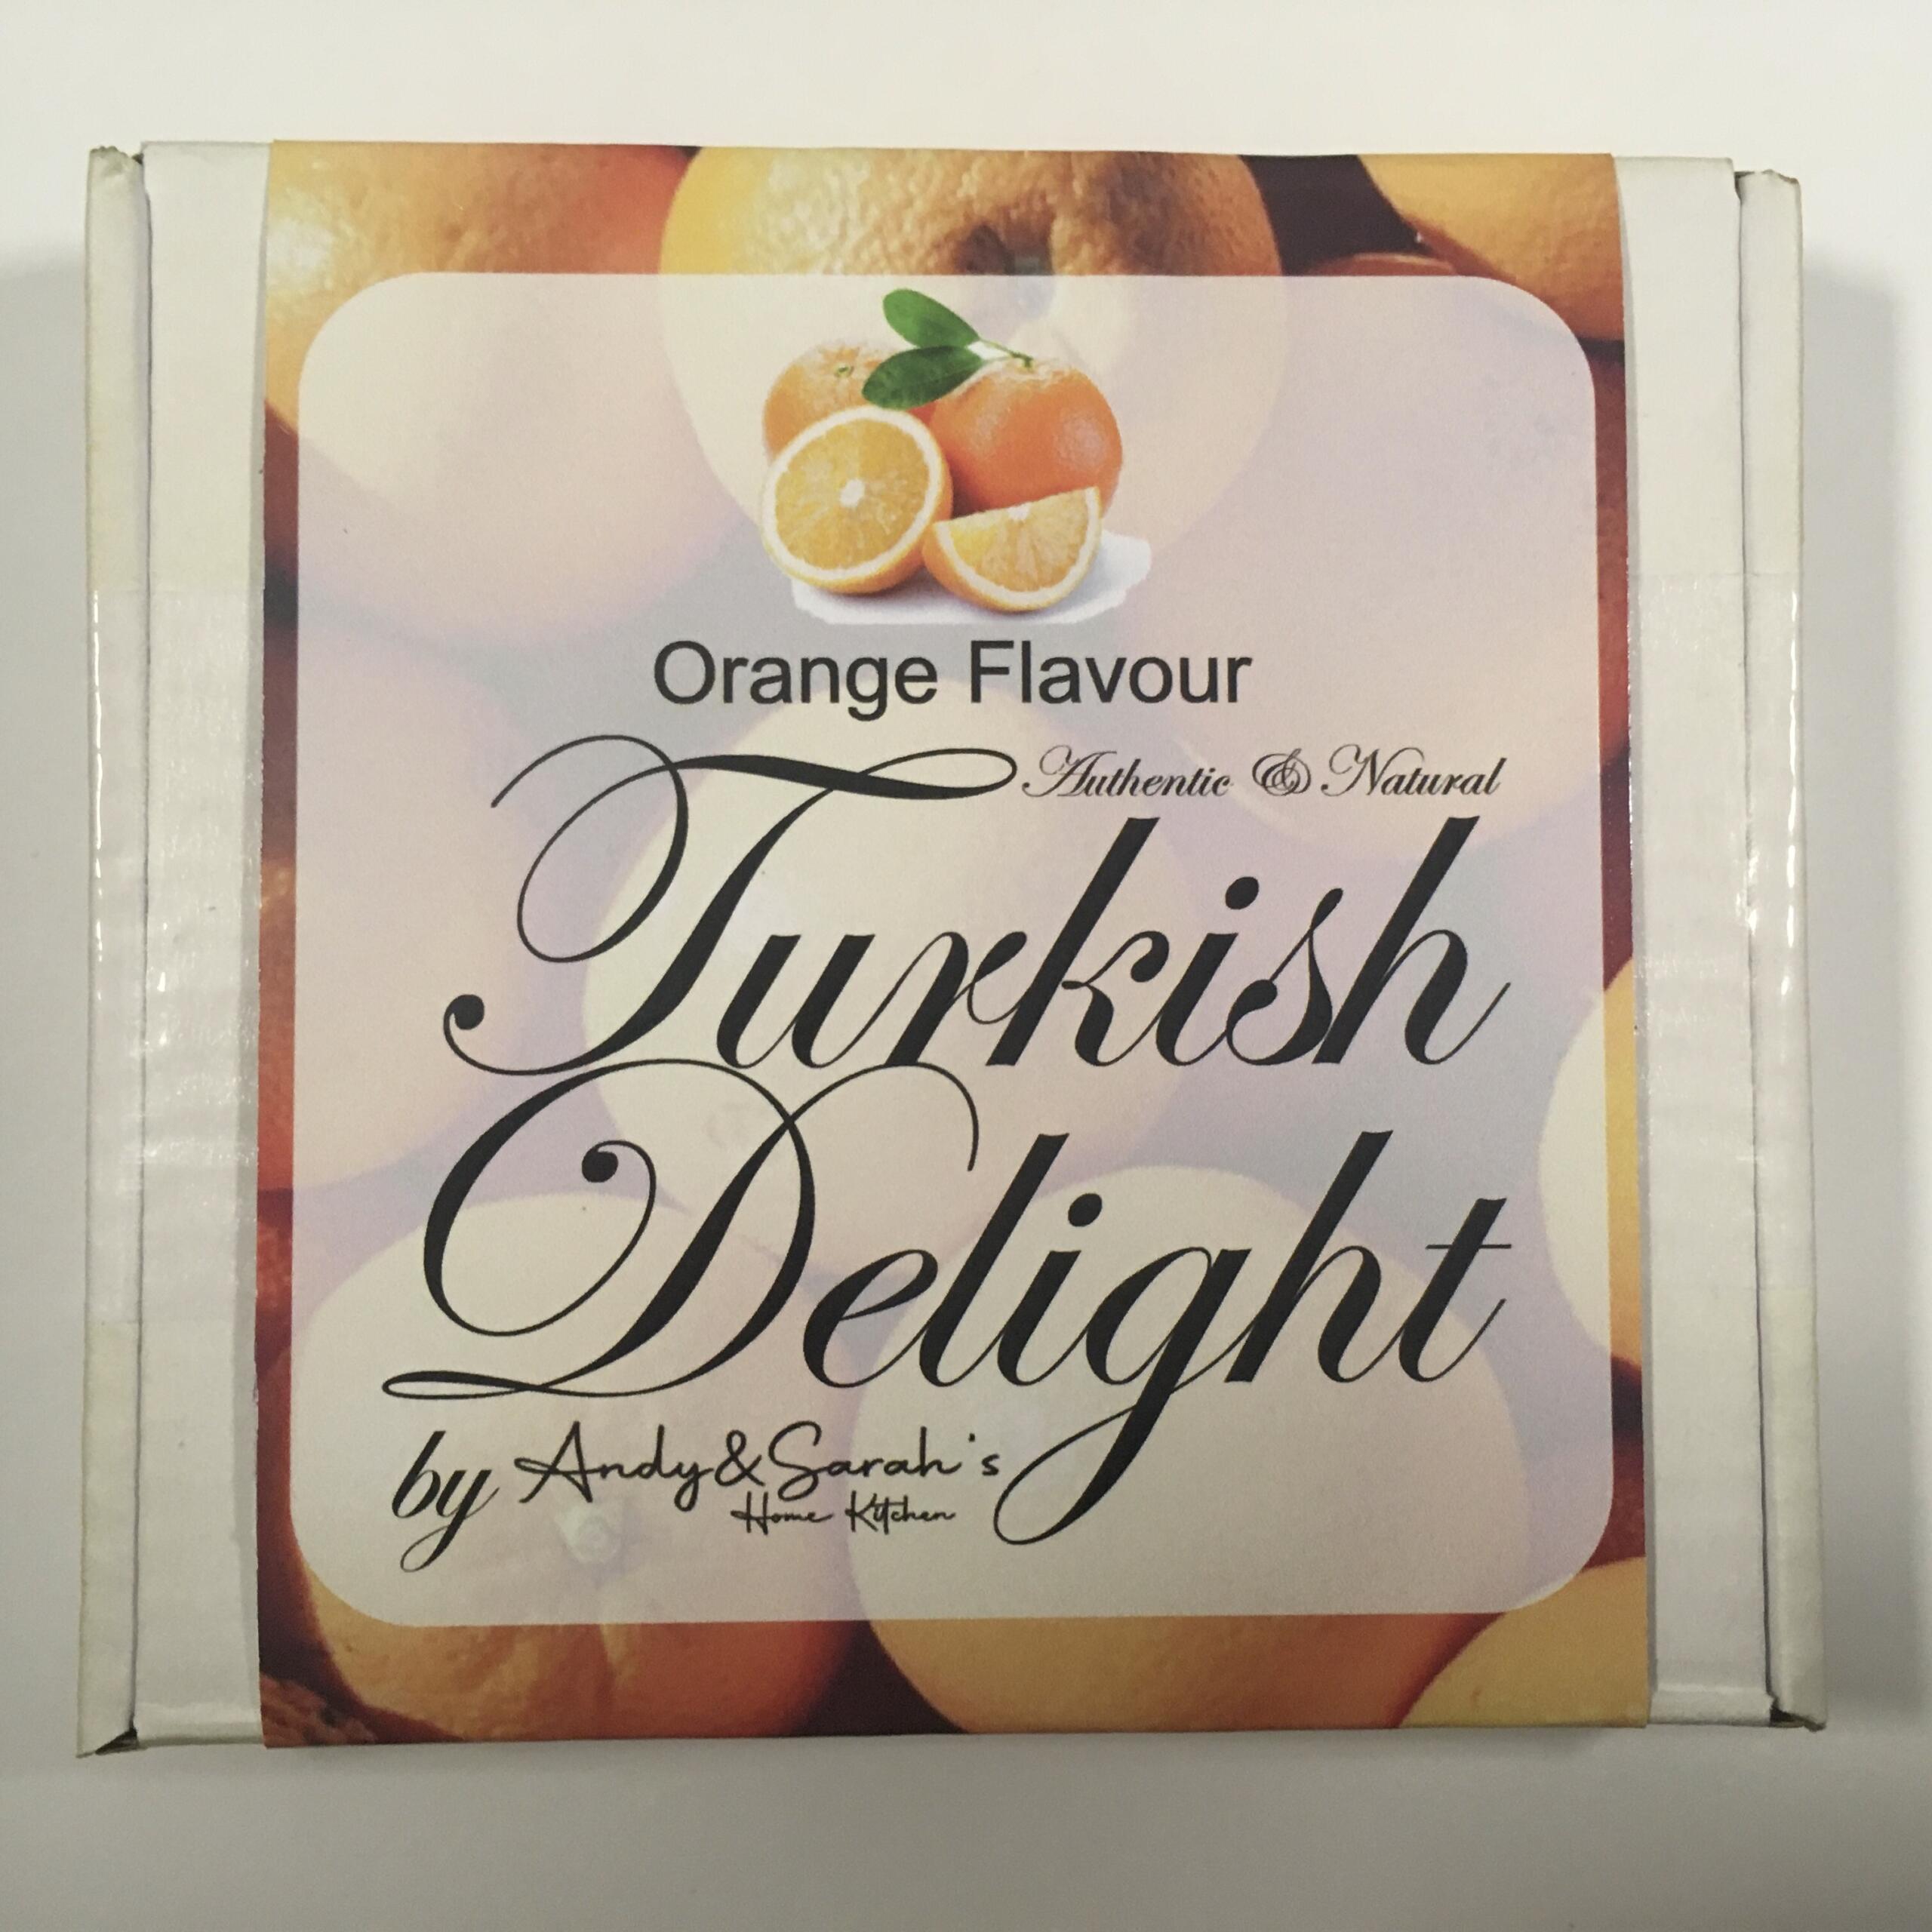 Orange Flavour
Authentic & Natural
Turkish
Delight
by Andy&Sarah's
Home Kitchen